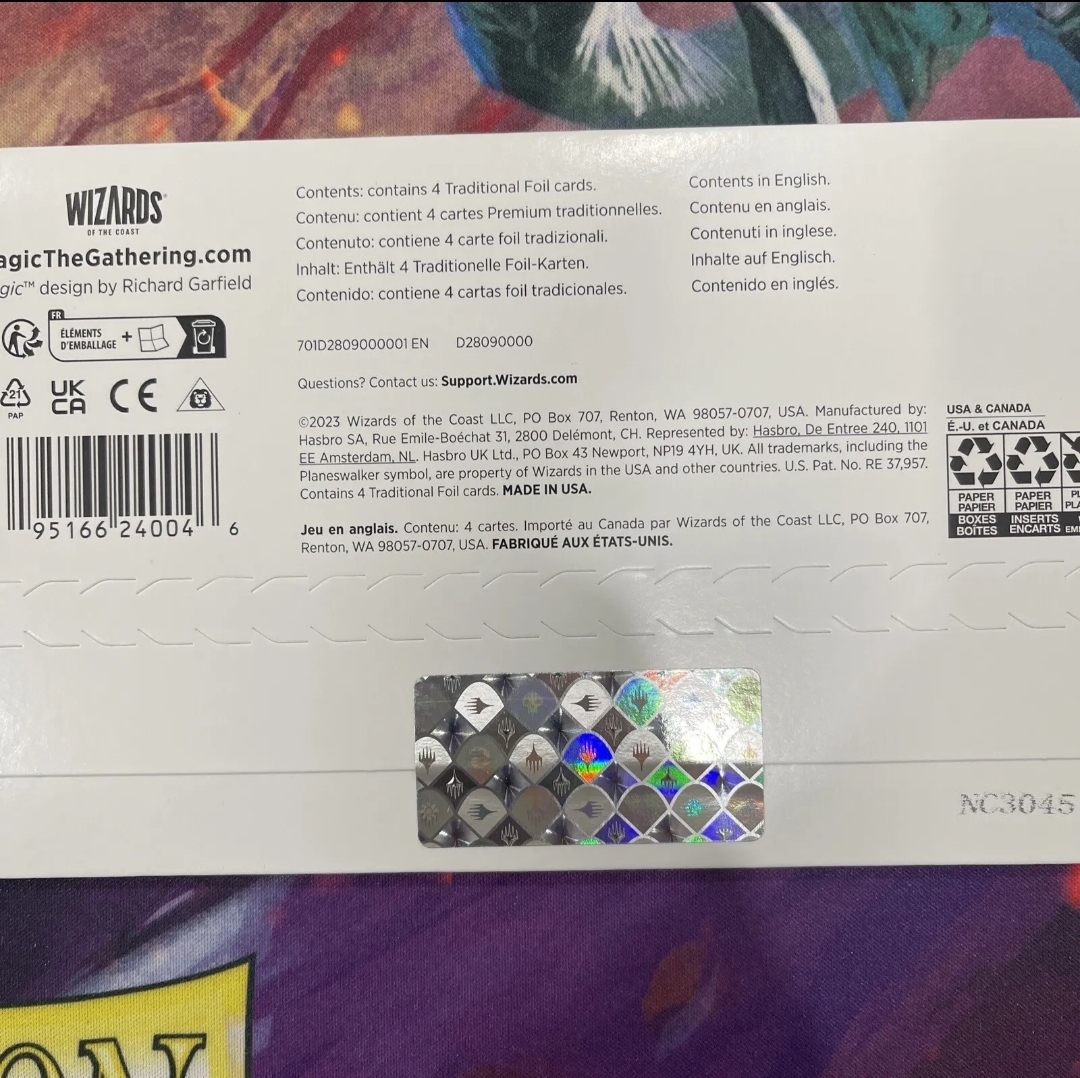 WIZARDS
OF THE COAST
agicTheGathering.com
gic™ design by Richard Garfield
FR
ÉLÉMENTS
D'EMBALLAGE
+
21
PAP
UK
CA
CE
95166 24004 6
Contents: contains 4 Traditional Foil cards.
Contenu: contient 4 cartes Premium traditionnelles.
Contenuto: contiene 4 carte foil tradizionali.
Inhalt: Enthält 4 Traditionelle Foil-Karten.
Contenido: contiene 4 cartas foil tradicionales.
Contents in English.
Contenu en anglais.
Contenuti in inglese.
Inhalte auf Englisch.
Contenido en inglés.
701D2809000001 EN D28090000
Questions? Contact us: Support.Wizards.com
©2023 Wizards of the Coast LLC, PO Box 707, Renton, WA 98057-0707, USA. Manufactured by:
Hasbro SA, Rue Emile-Boéchat 31, 2800 Delémont, CH. Represented by: Hasbro, De Entree 240, 1101
EE Amsterdam, NL. Hasbro UK Ltd., PO Box 43 Newport, NP19 4YH, UK. All trademarks, including the
Planeswalker symbol, are property of Wizards in the USA and other countries. U.S. Pat. No. RE 37,957.
Contains 4 Traditional Foil cards. MADE IN USA.
Jeu en anglais. Contenu: 4 cartes. Importé au Canada par Wizards of the Coast LLC, PO Box 707,
Renton, WA 98057-0707, USA. FABRIQUÉ AUX ÉTATS-UNIS.
USA & CANADA
É.-U. et CANADA
PAPER PAPER PL
PAPIER PAPIER PLA
BOXES INSERTS
BOÎTES ENCARTS EM
NC3045
ON